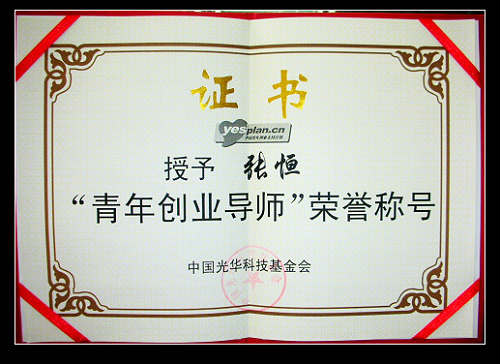 证 书
yesplan.cn
授予 张恒
“青年创业导师”荣誉称号
中国光华科技基金会